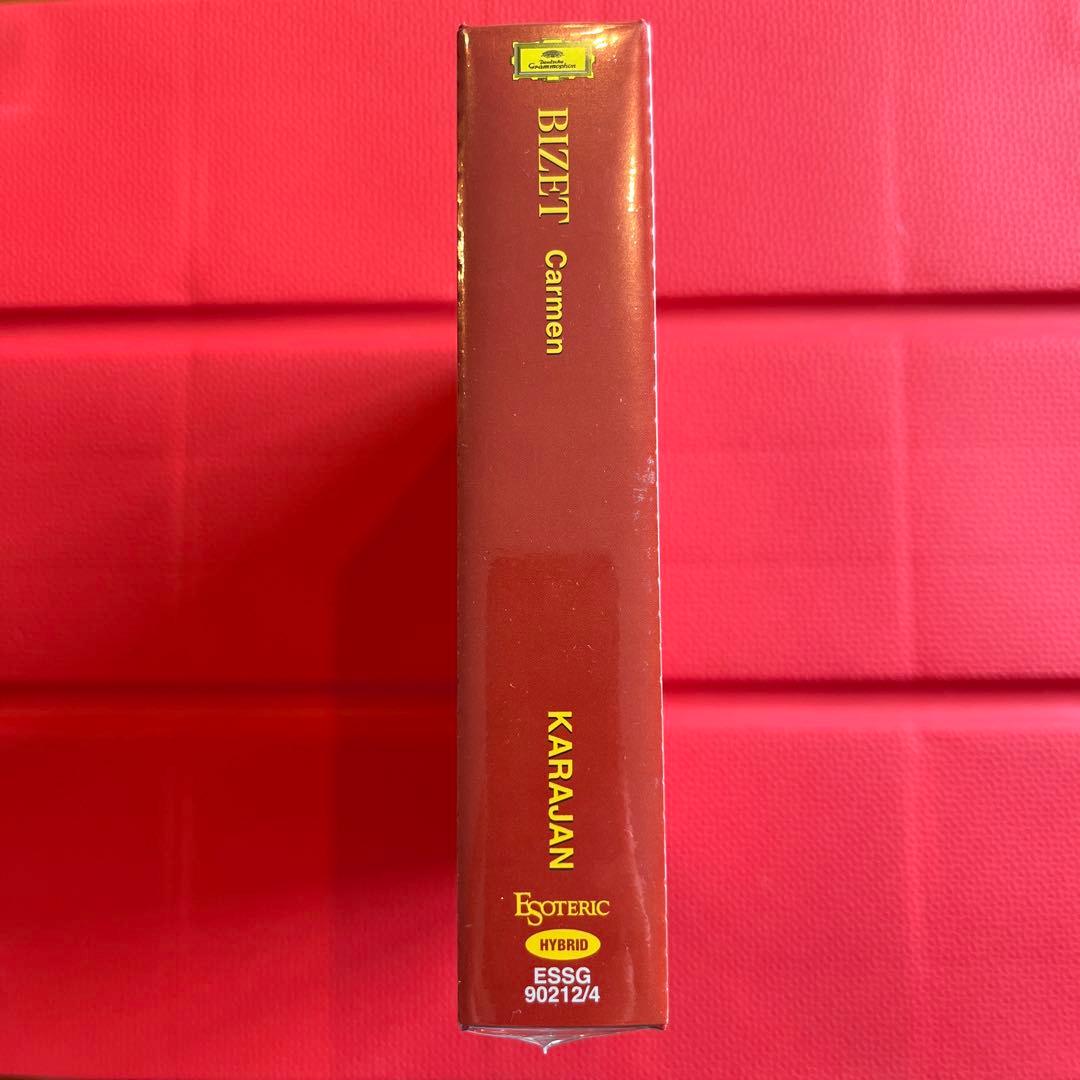 Deutsche
Grammophon
BIZET Carmen
KARAJAN
ESOTERIC
HYBRID
ESSG
90212/4